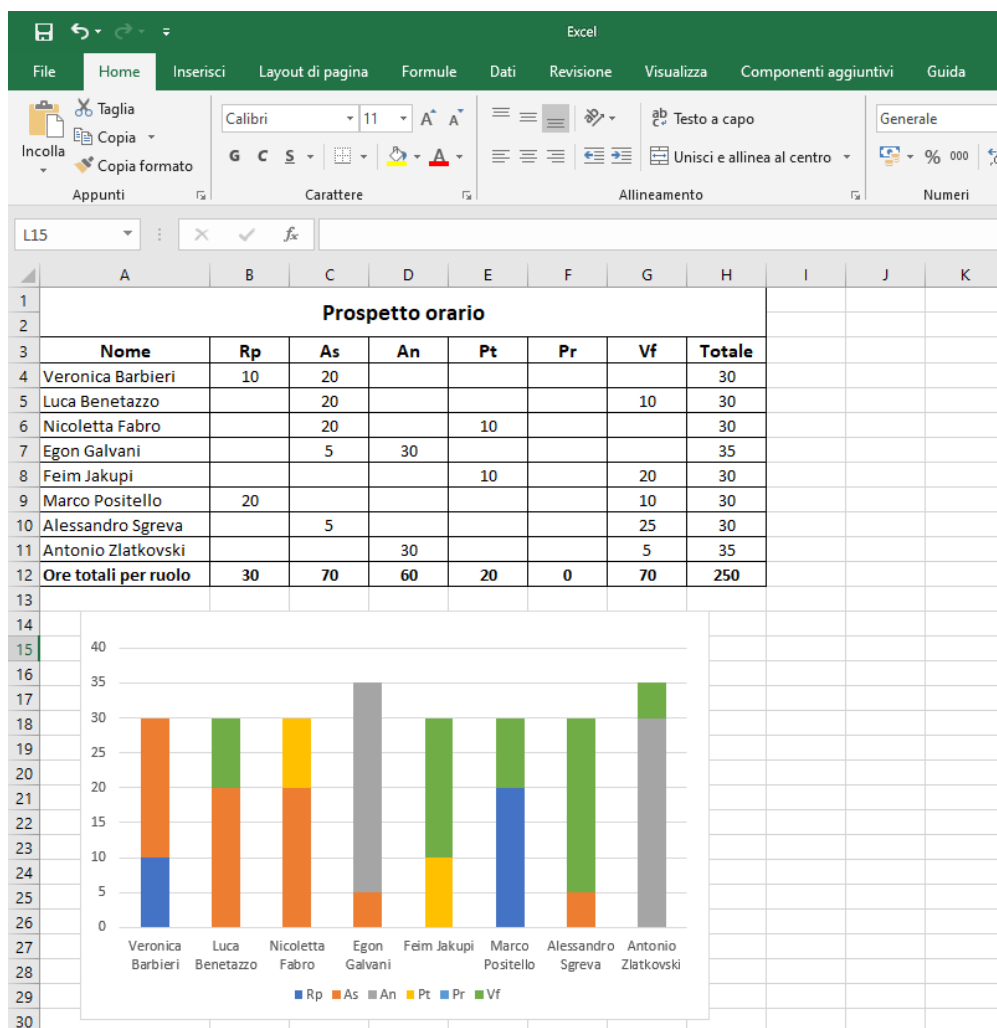 Excel
File Home Inserisci Layout di pagina Formule Dati Revisione Visualizza Componenti aggiuntivi Guida
Incolla
Taglia
Copia
Copia formato
Calibri 11 A A
G C S A
ab Testo a capo
Unisci e allinea al centro
Generale
% 000
Appunti Carattere Allineamento Numeri
L15 fx
A B C D E F G H I J K
1
2 Prospetto orario
3 Nome Rp As An Pt Pr Vf Totale
4 Veronica Barbieri 10 20 30
5 Luca Benetazzo 20 10 30
6 Nicoletta Fabro 20 10 30
7 Egon Galvani 5 30 35
8 Feim Jakupi 10 20 30
9 Marco Positello 20 10 30
10 Alessandro Sgreva 5 25 30
11 Antonio Zlatkovski 30 5 35
12 Ore totali per ruolo 30 70 60 20 0 70 250
13
14
15 40
16
17 35
18 30
19
20 25
21 20
22 15
23
24 10
25 5
26 0
27 Veronica Luca Nicoletta Egon Feim Jakupi Marco Alessandro Antonio
28 Barbieri Benetazzo Fabro Galvani Positello Sgreva Zlatkovski
29 Rp As An Pt Pr Vf
30